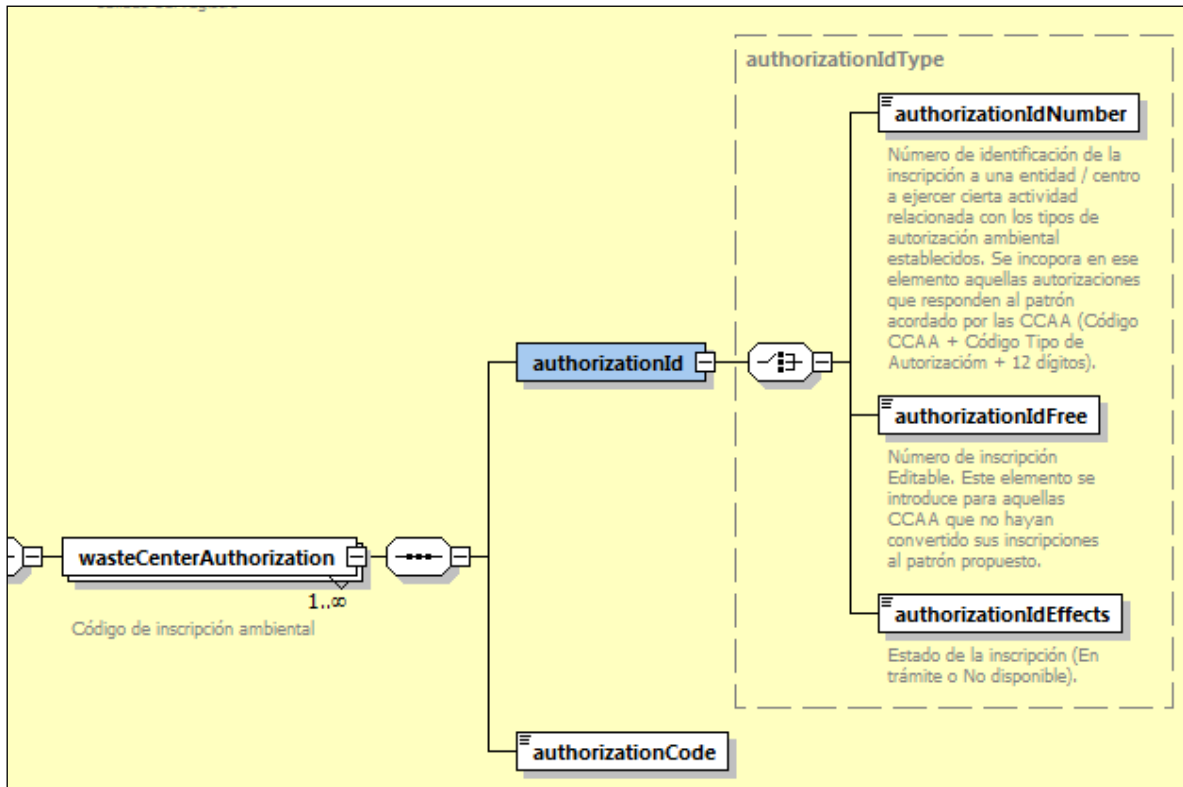 authorizationIdType
authorizationIdNumber
Número de identificación de la
inscripción a una entidad / centro
a ejercer cierta actividad
relacionada con los tipos de
autorización ambiental
establecidos. Se incopora en ese
elemento aquellas autorizaciones
que responden al patrón
acordado por las CCAA (Código
CCAA + Código Tipo de
Autorizacióm + 12 dígitos).
authorizationId
authorizationIdFree
Número de inscripción
Editable. Este elemento se
introduce para aquellas
CCAA que no hayan
convertido sus inscripciones
al patrón propuesto.
wasteCenterAuthorization
1..∞
Código de inscripción ambiental
authorizationIdEffects
Estado de la inscripción (En
trámite o No disponible).
authorizationCode